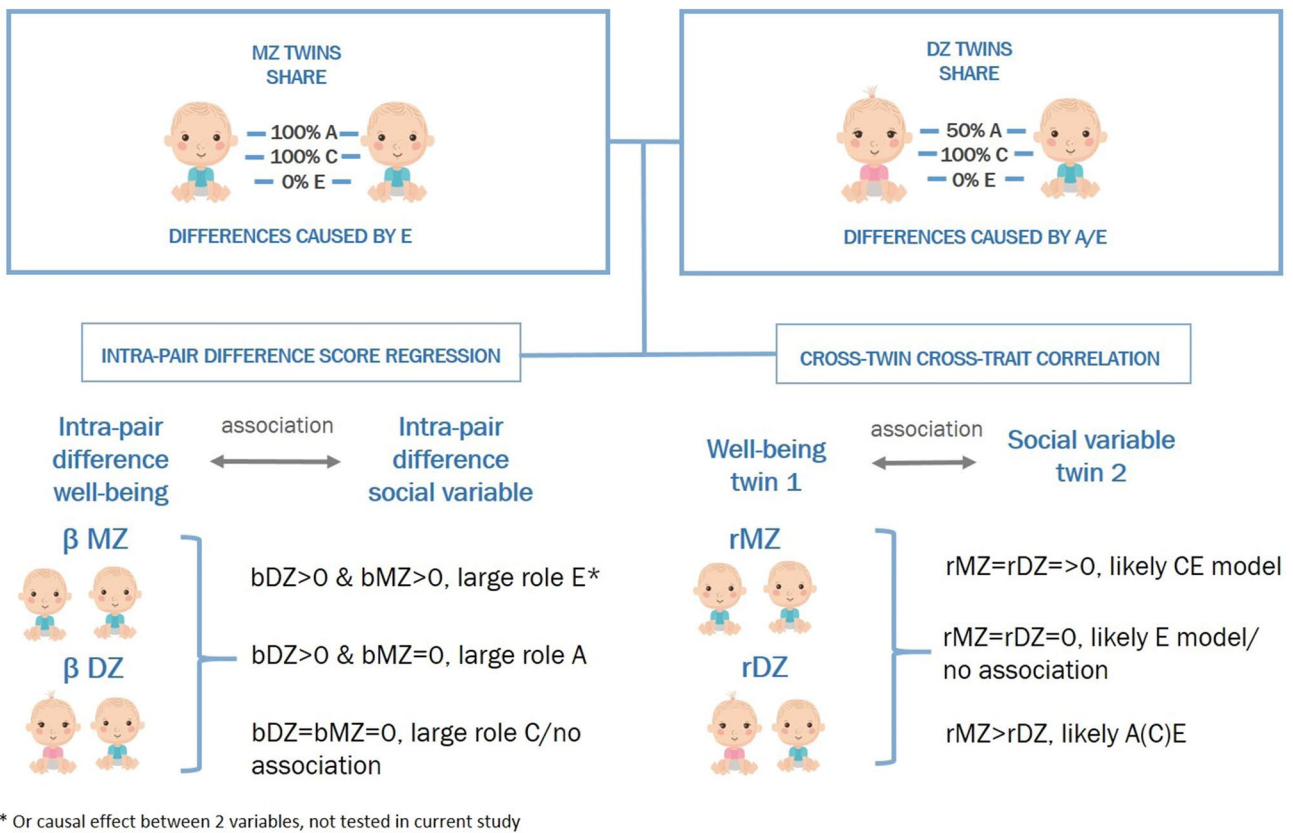 MZ TWINS
SHARE
100% A
100% C
0% E
DIFFERENCES CAUSED BY E
DZ TWINS
SHARE
50% A
100% C
0% E
DIFFERENCES CAUSED BY A/E
INTRA-PAIR DIFFERENCE SCORE REGRESSION
CROSS-TWIN CROSS-TRAIT CORRELATION
Intra-pair
difference
well-being
association
Intra-pair
difference
social variable
β MZ
β DZ
bDZ>0 & bMZ>0, large role E*
bDZ>0 & bMZ=0, large role A
bDZ=bMZ=0, large role C/no
association
Well-being
twin 1
association
Social variable
twin 2
rMZ
rDZ
rMZ=rDZ=>0, likely CE model
rMZ=rDZ=0, likely E model/
no association
rMZ>rDZ, likely A(C)E
* Or causal effect between 2 variables, not tested in current study